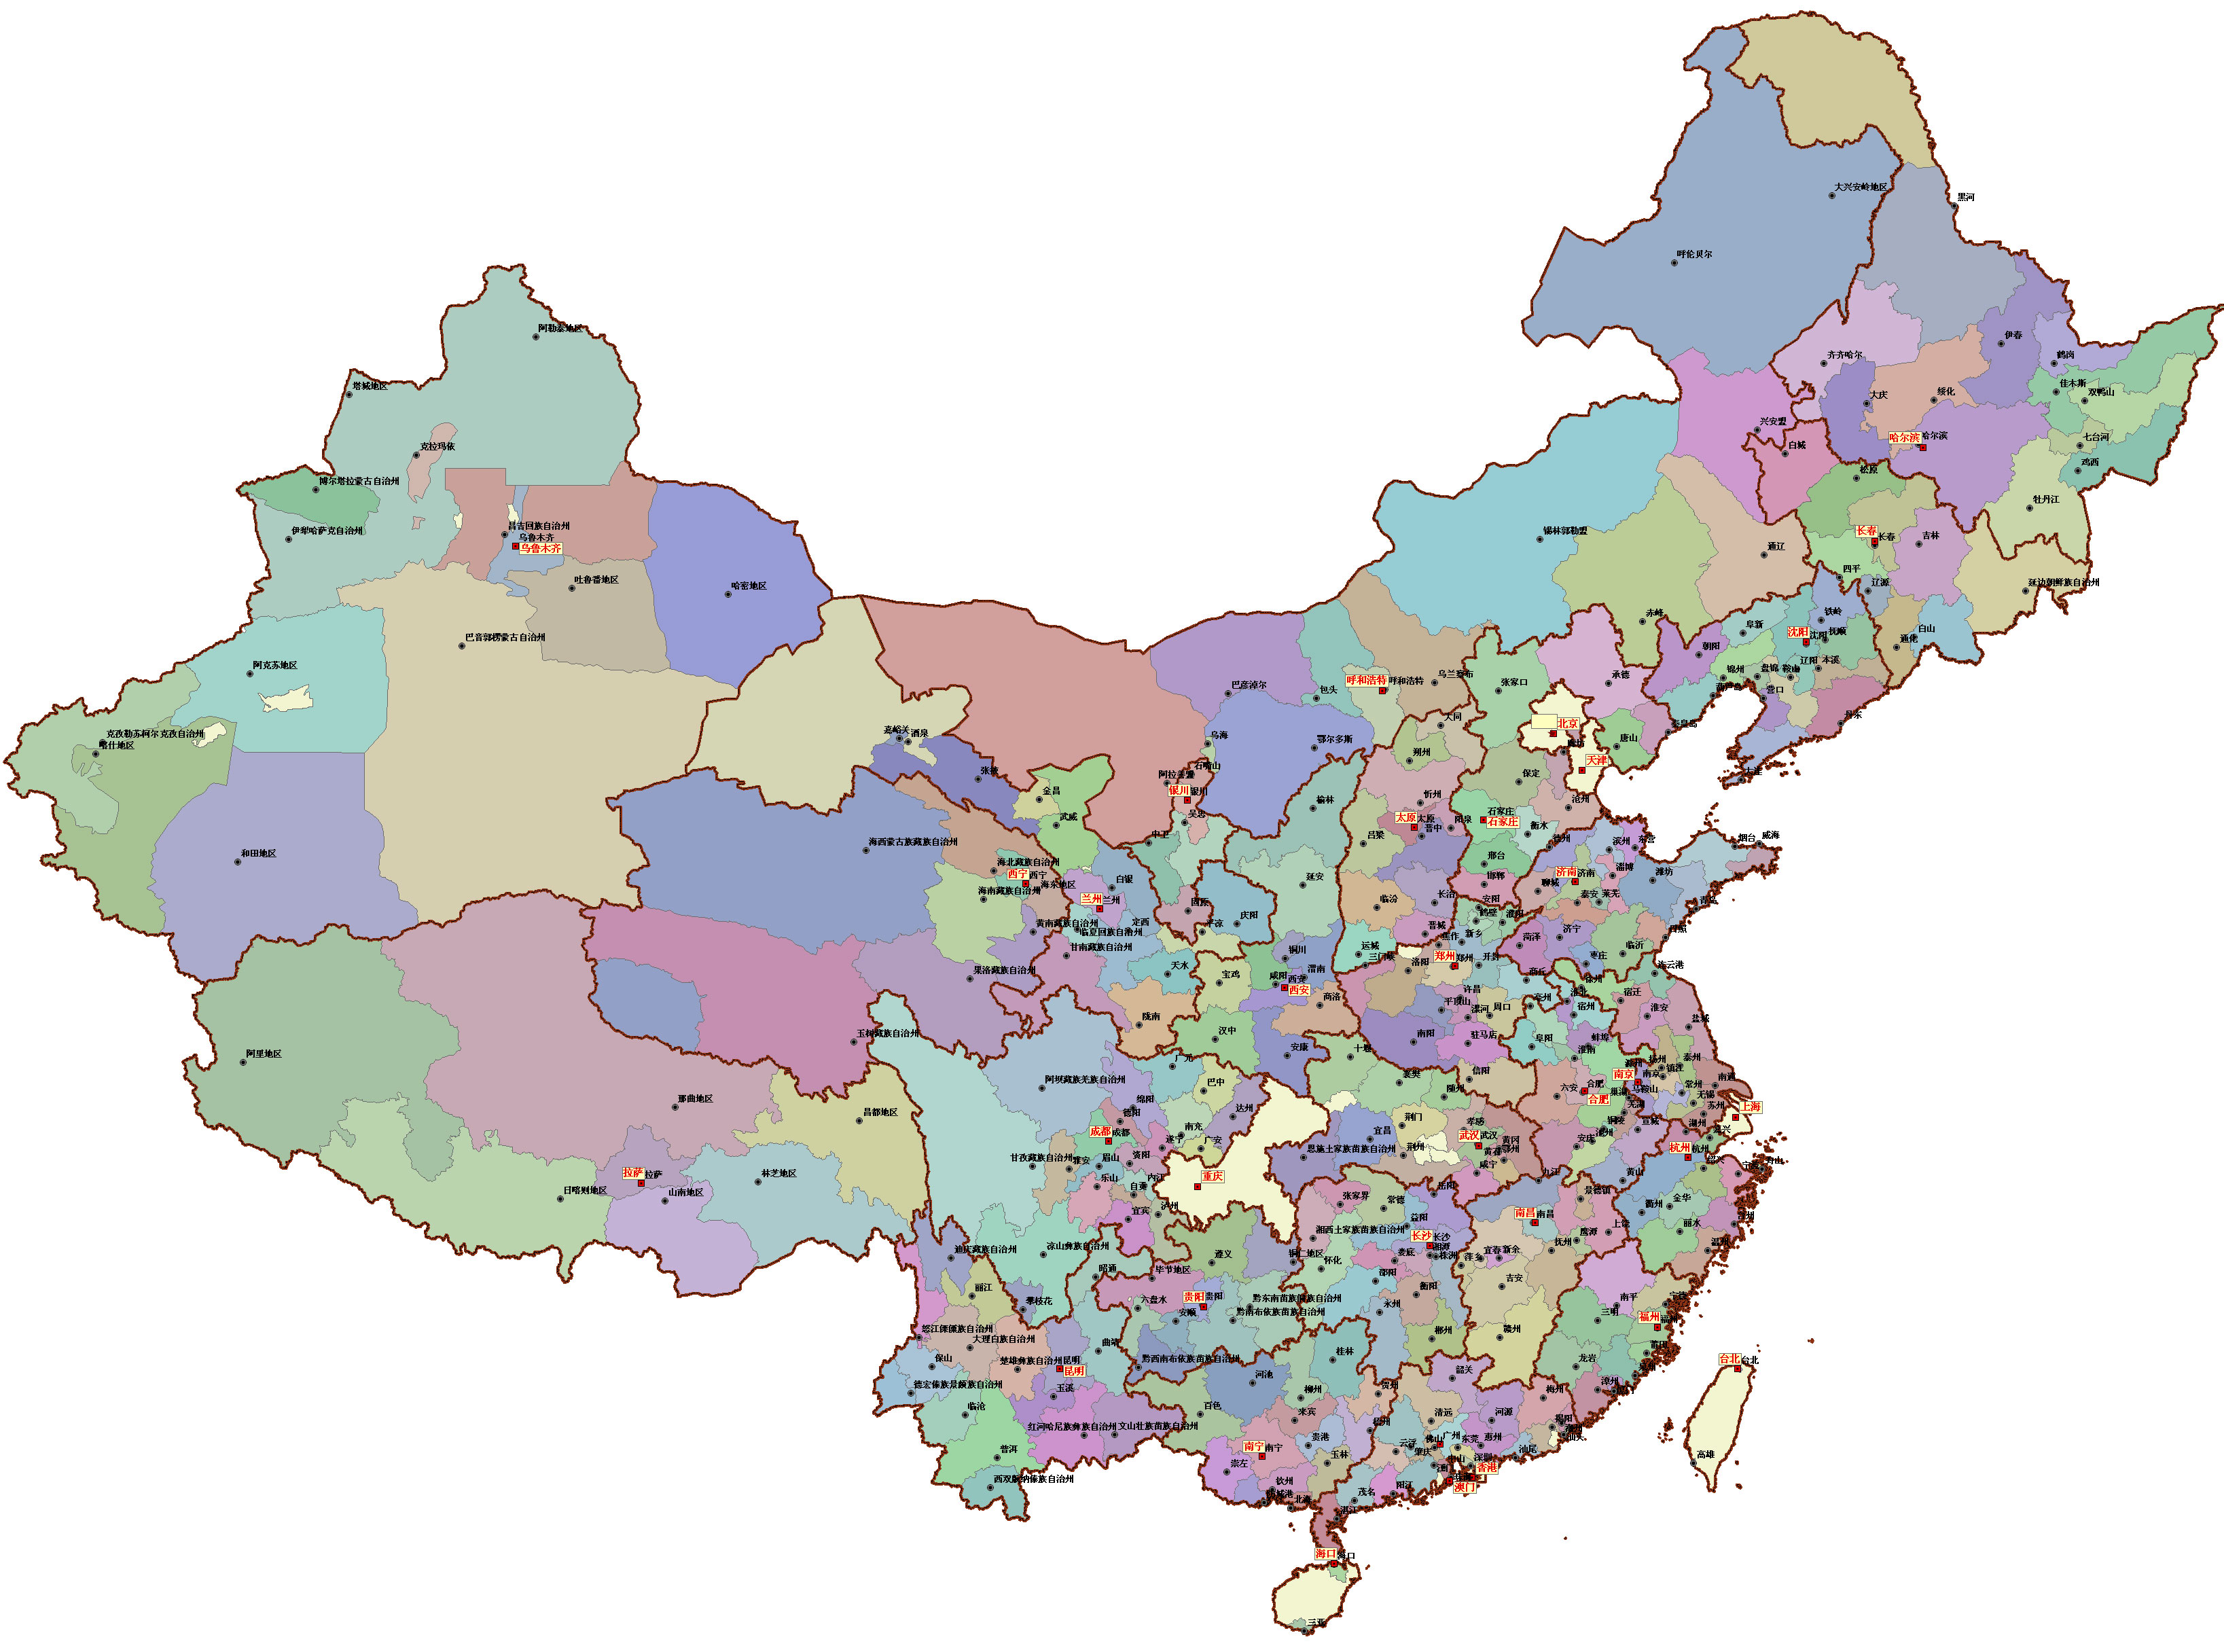 黑河
大兴安岭地区
呼伦贝尔
阿勒泰地区
伊春
齐齐哈尔
鹤岗
塔城地区
佳木斯
双鸭山
大庆
绥化
兴安盟
哈尔滨
哈尔滨
七台河
白城
克拉玛依
鸡西
松原
博尔塔拉蒙古自治州
牡丹江
昌吉回族自治州
伊犁哈萨克自治州
乌鲁木齐
乌鲁木齐
锡林郭勒盟
长春
长春
吉林
通辽
四平
吐鲁番地区
哈密地区
辽源
延边朝鲜族自治州
赤峰
铁岭
阜新
沈阳
沈阳
抚顺
白山
通化
巴音郭楞蒙古自治州
朝阳
辽阳
本溪
阿克苏地区
锦州
盘锦
鞍山
承德
乌兰察布
呼和浩特
呼和浩特
巴彦淖尔
包头
张家口
营口
丹东
大同
北京
秦皇岛
克孜勒苏柯尔克孜自治州
喀什地区
嘉峪关
酒泉
乌海
鄂尔多斯
唐山
朔州
天津
石嘴山
阿拉善盟
张掖
保定
大连
银川
银川
金昌
忻州
榆林
沧州
石家庄
石家庄
太原
太原
阳泉
吴忠
武威
吕梁
晋中
衡水
中卫
德州
滨州
东营
烟台
威海
海西蒙古族藏族自治州
和田地区
邢台
海北藏族自治州
淄博
济南
济南
潍坊
西宁
西宁
海东地区
白银
延安
邯郸
聊城
海南藏族自治州
兰州
兰州
长治
安阳
泰安
莱芜
临汾
青岛
固原
庆阳
鹤壁
濮阳
黄南藏族自治州
定西
临夏回族自治州
平凉
晋城
焦作
新乡
菏泽
济宁
日照
甘南藏族自治州
运城
临沂
铜川
三门峡
郑州
郑州
开封
洛阳
枣庄
天水
果洛藏族自治州
宝鸡
咸阳
渭南
西安
西安
商丘
徐州
连云港
商洛
许昌
亳州
淮北
宿迁
平顶山
漯河
周口
宿州
淮安
陇南
盐城
玉树藏族自治州
汉中
南阳
驻马店
阜阳
蚌埠
安康
十堰
淮南
阿里地区
广元
扬州
泰州
滁州
信阳
南京
南京
镇江
襄樊
阿坝藏族羌族自治州
巴中
六安
合肥
合肥
马鞍山
南通
常州
随州
巢湖
绵阳
达州
无锡
苏州
上海
那曲地区
昌都地区
芜湖
德阳
荆门
孝感
铜陵
宣城
湖州
嘉兴
成都
成都
南充
宜昌
武汉
武汉
黄冈
鄂州
黄石
安庆
池州
遂宁
广安
杭州
杭州
甘孜藏族自治州
雅安
眉山
资阳
恩施土家族苗族自治州
荆州
咸宁
绍兴
宁波
舟山
拉萨
拉萨
林芝地区
重庆
内江
九江
黄山
日喀则地区
山南地区
乐山
自贡
张家界
常德
岳阳
景德镇
衢州
金华
泸州
宜宾
益阳
南昌
南昌
台州
上饶
丽水
湘西土家族苗族自治州
长沙
长沙
鹰潭
迪庆藏族自治州
凉山彝族自治州
遵义
铜仁地区
娄底
湘潭
株洲
萍乡
宜春
新余
抚州
温州
怀化
昭通
毕节地区
邵阳
吉安
丽江
攀枝花
六盘水
贵阳
贵阳
黔东南苗族侗族自治州
衡阳
南平
宁德
安顺
黔南布依族苗族自治州
永州
三明
福州
福州
怒江傈僳族自治州
大理白族自治州
曲靖
郴州
赣州
莆田
保山
楚雄彝族自治州
昆明
昆明
黔西南布依族苗族自治州
桂林
龙岩
泉州
台北
台北
韶关
德宏傣族景颇族自治州
玉溪
河池
柳州
贺州
梅州
漳州
临沧
百色
来宾
清远
河源
揭阳
红河哈尼族彝族自治州
文山壮族苗族自治州
梧州
贵港
广州
佛山
东莞
惠州
汕头
普洱
南宁
南宁
云浮
肇庆
汕尾
高雄
崇左
玉林
中山
深圳
香港
西双版纳傣族自治州
钦州
澳门
防城港
北海
茂名
阳江
湛江
海口
海口
三亚